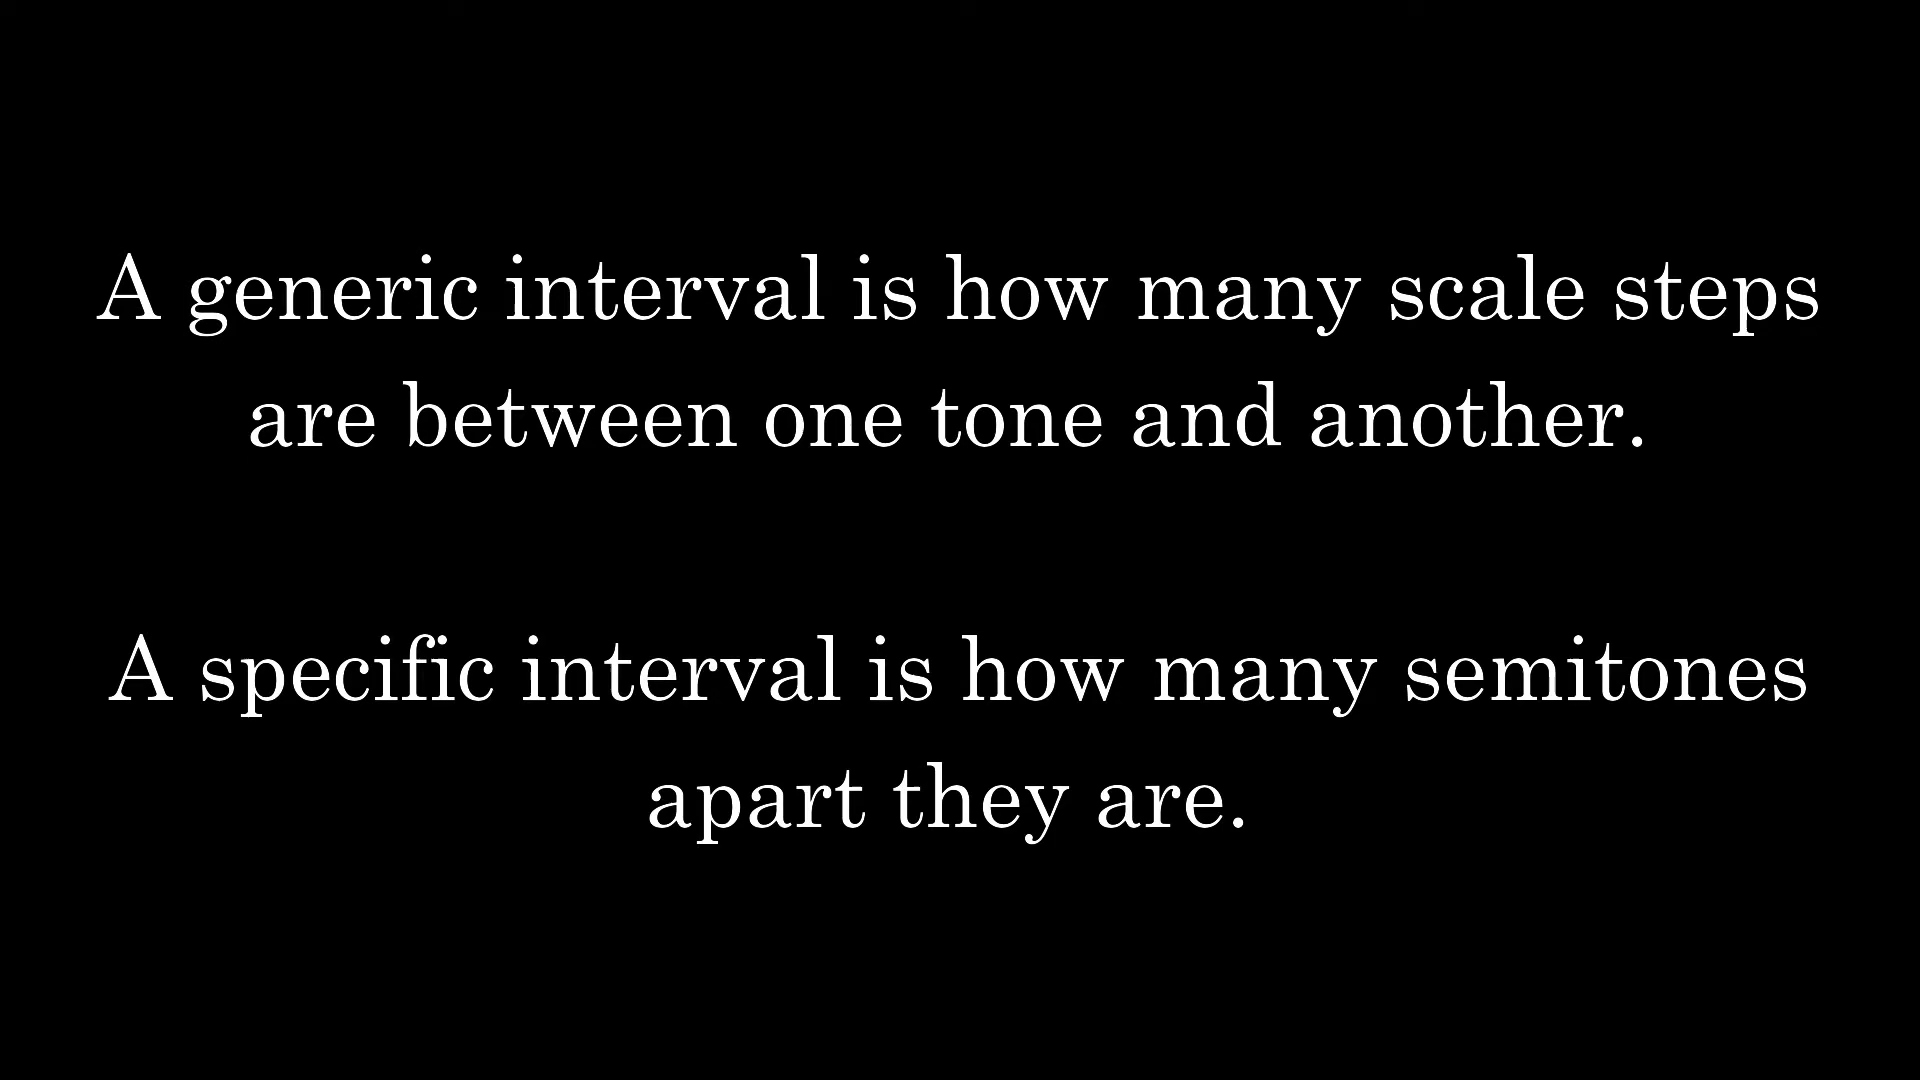 A generic interval is how many scale steps
are between one tone and another.
A specific interval is how many semitones
apart they are.